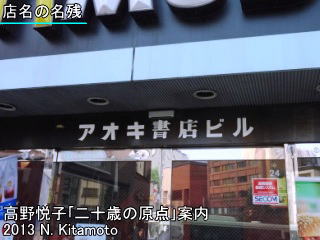 店名の名残
アオキ書店ビル
24
SECOM
高野悦子「二十歳の原点」案内
2013 N. Kitamoto